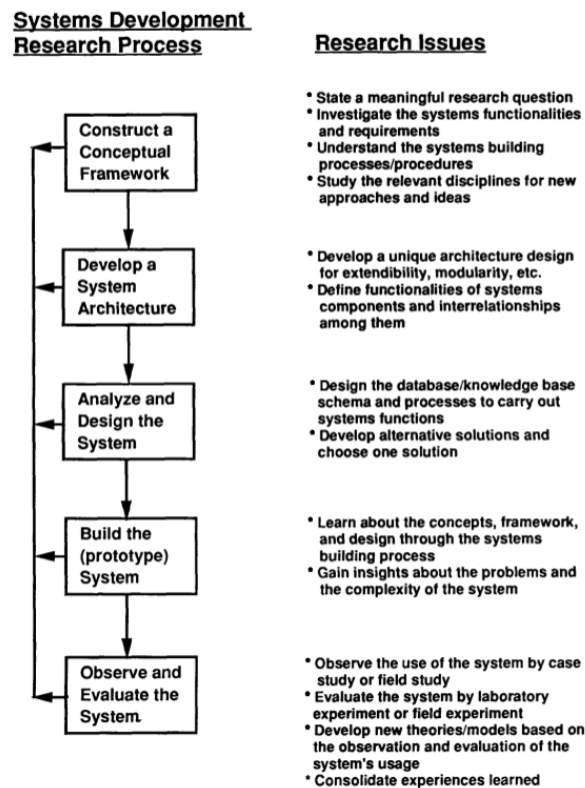 Systems Development
Research Process
Research Issues
Construct a
Conceptual
Framework
* State a meaningful research question
* Investigate the systems functionalities
and requirements
* Understand the systems building
processes/procedures
* Study the relevant disciplines for new
approaches and ideas
Develop a
System
Architecture
* Develop a unique architecture design
for extendibility, modularity, etc.
* Define functionalities of systems
components and interrelationships
among them
Analyze and
Design the
System
* Design the database/knowledge base
schema and processes to carry out
systems functions
* Develop alternative solutions and
choose one solution
Build the
(prototype)
System
* Learn about the concepts, framework,
and design through the systems
building process
* Gain insights about the problems and
the complexity of the system
Observe and
Evaluate the
System.
* Observe the use of the system by case
study or field study
* Evaluate the system by laboratory
experiment or field experiment
* Develop new theories/models based on
the observation and evaluation of the
system's usage
* Consolidate experiences learned